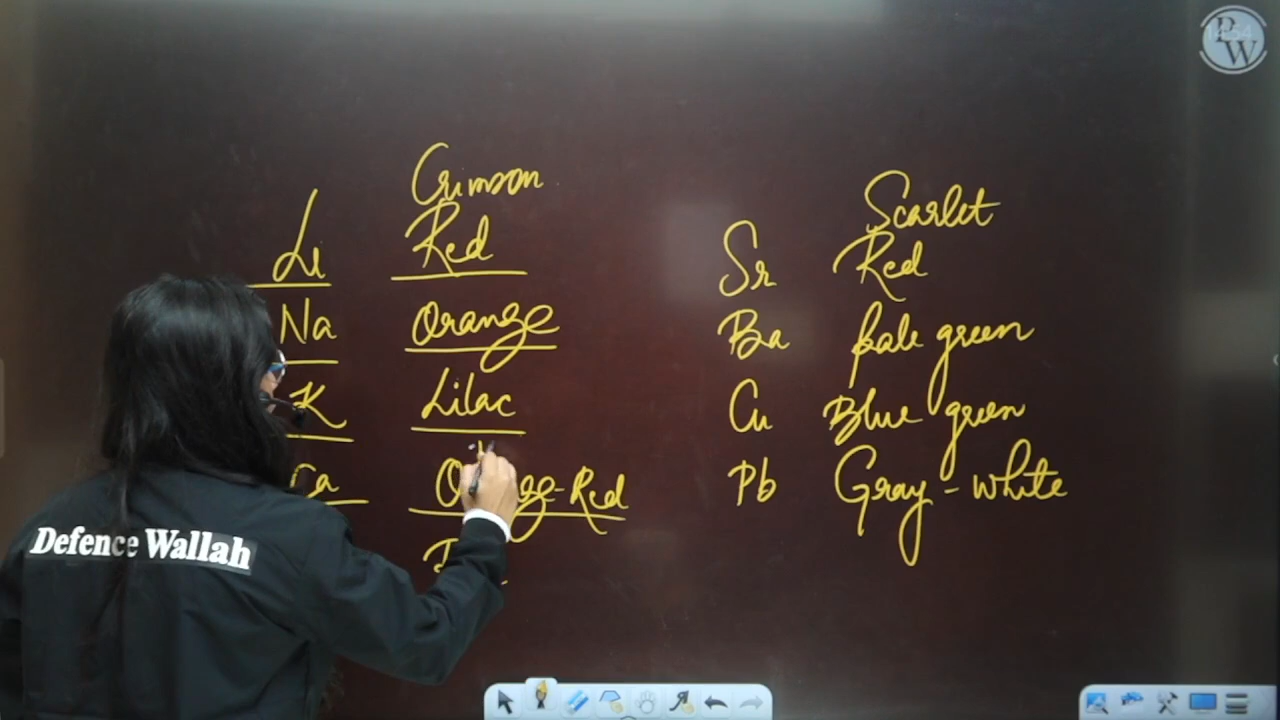 Crimson
Li Red
Na Orange
K Lilac
Ca -Red
Scarlet
Sr Red
Ba pale green
Cu Blue green
Pb Gray-white
Defence Wallah
PW